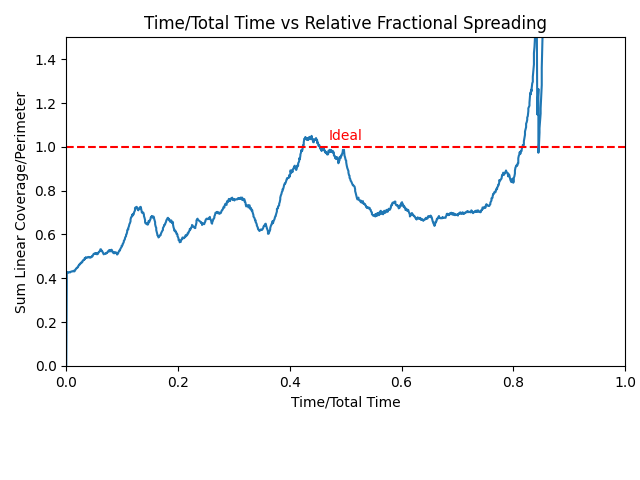 Time/Total Time vs Relative Fractional Spreading
1.4
1.2
1.0
0.8
0.6
0.4
0.2
0.0
Sum Linear Coverage/Perimeter
Ideal
0.0 0.2 0.4 0.6 0.8 1.0
Time/Total Time